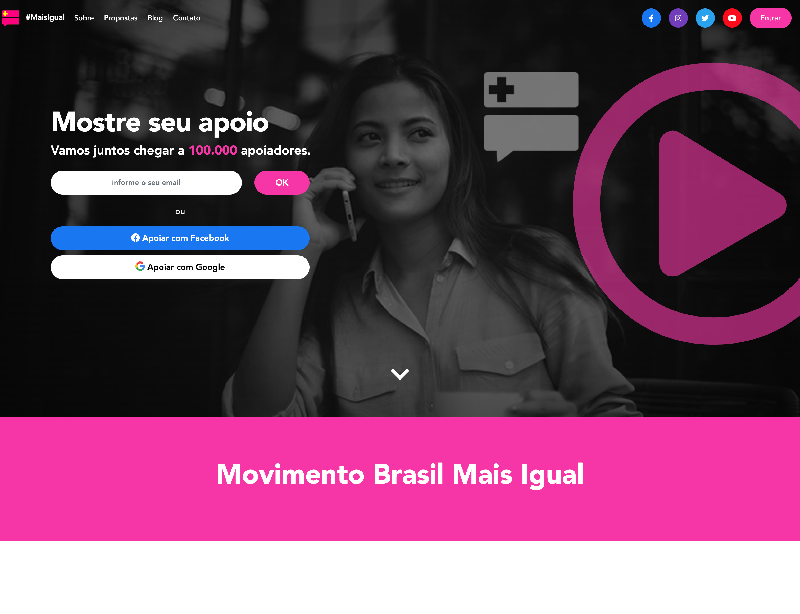 #MaisIgual Sobre Propostas Blog Contato Entrar
Mostre seu apoio
Vamos juntos chegar a 100.000 apoiadores.
informe o seu email OK
ou
Apoiar com Facebook
Apoiar com Google
Movimento Brasil Mais Igual